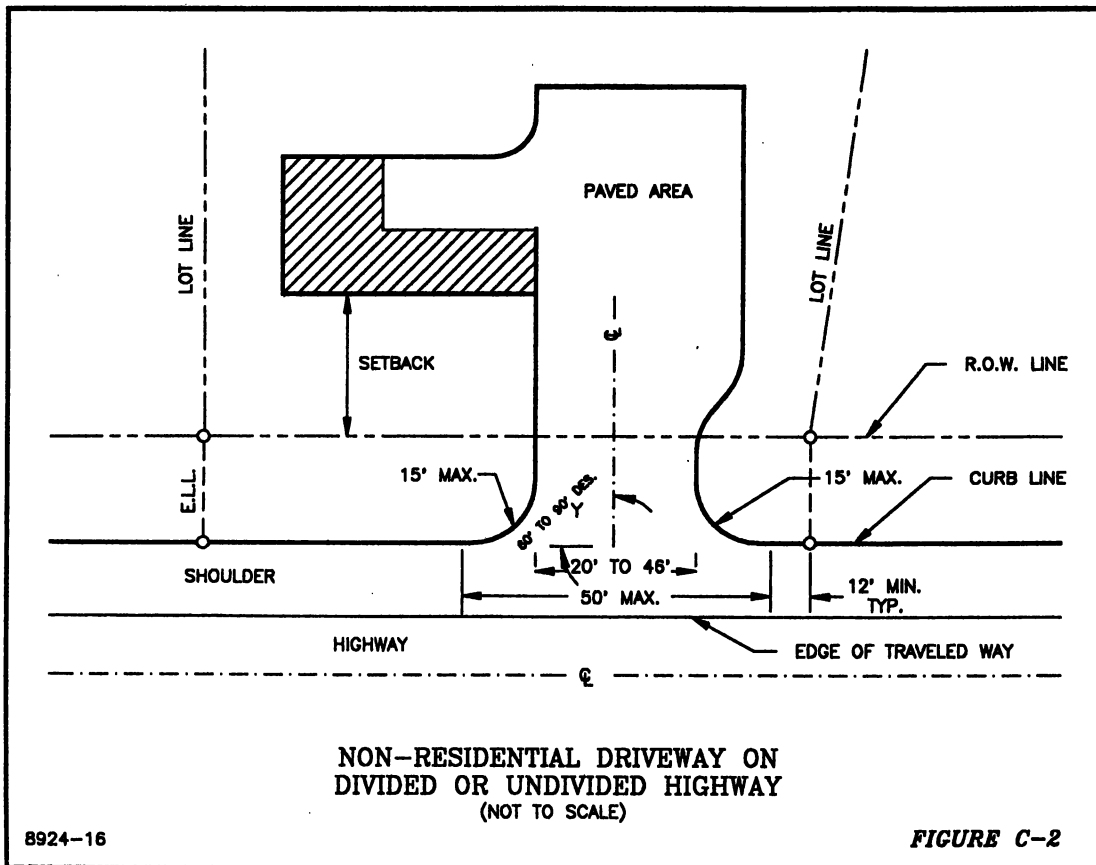 LOT LINE
PAVED AREA
LOT LINE
℄
SETBACK
R.O.W. LINE
E.L.L.
15' MAX.
60' TO 90' DES.
Y
15' MAX.
CURB LINE
SHOULDER
20' TO 46'
50' MAX.
12' MIN.
TYP.
HIGHWAY
EDGE OF TRAVELED WAY
℄
NON-RESIDENTIAL DRIVEWAY ON
DIVIDED OR UNDIVIDED HIGHWAY
(NOT TO SCALE)
8924-16
FIGURE C-2